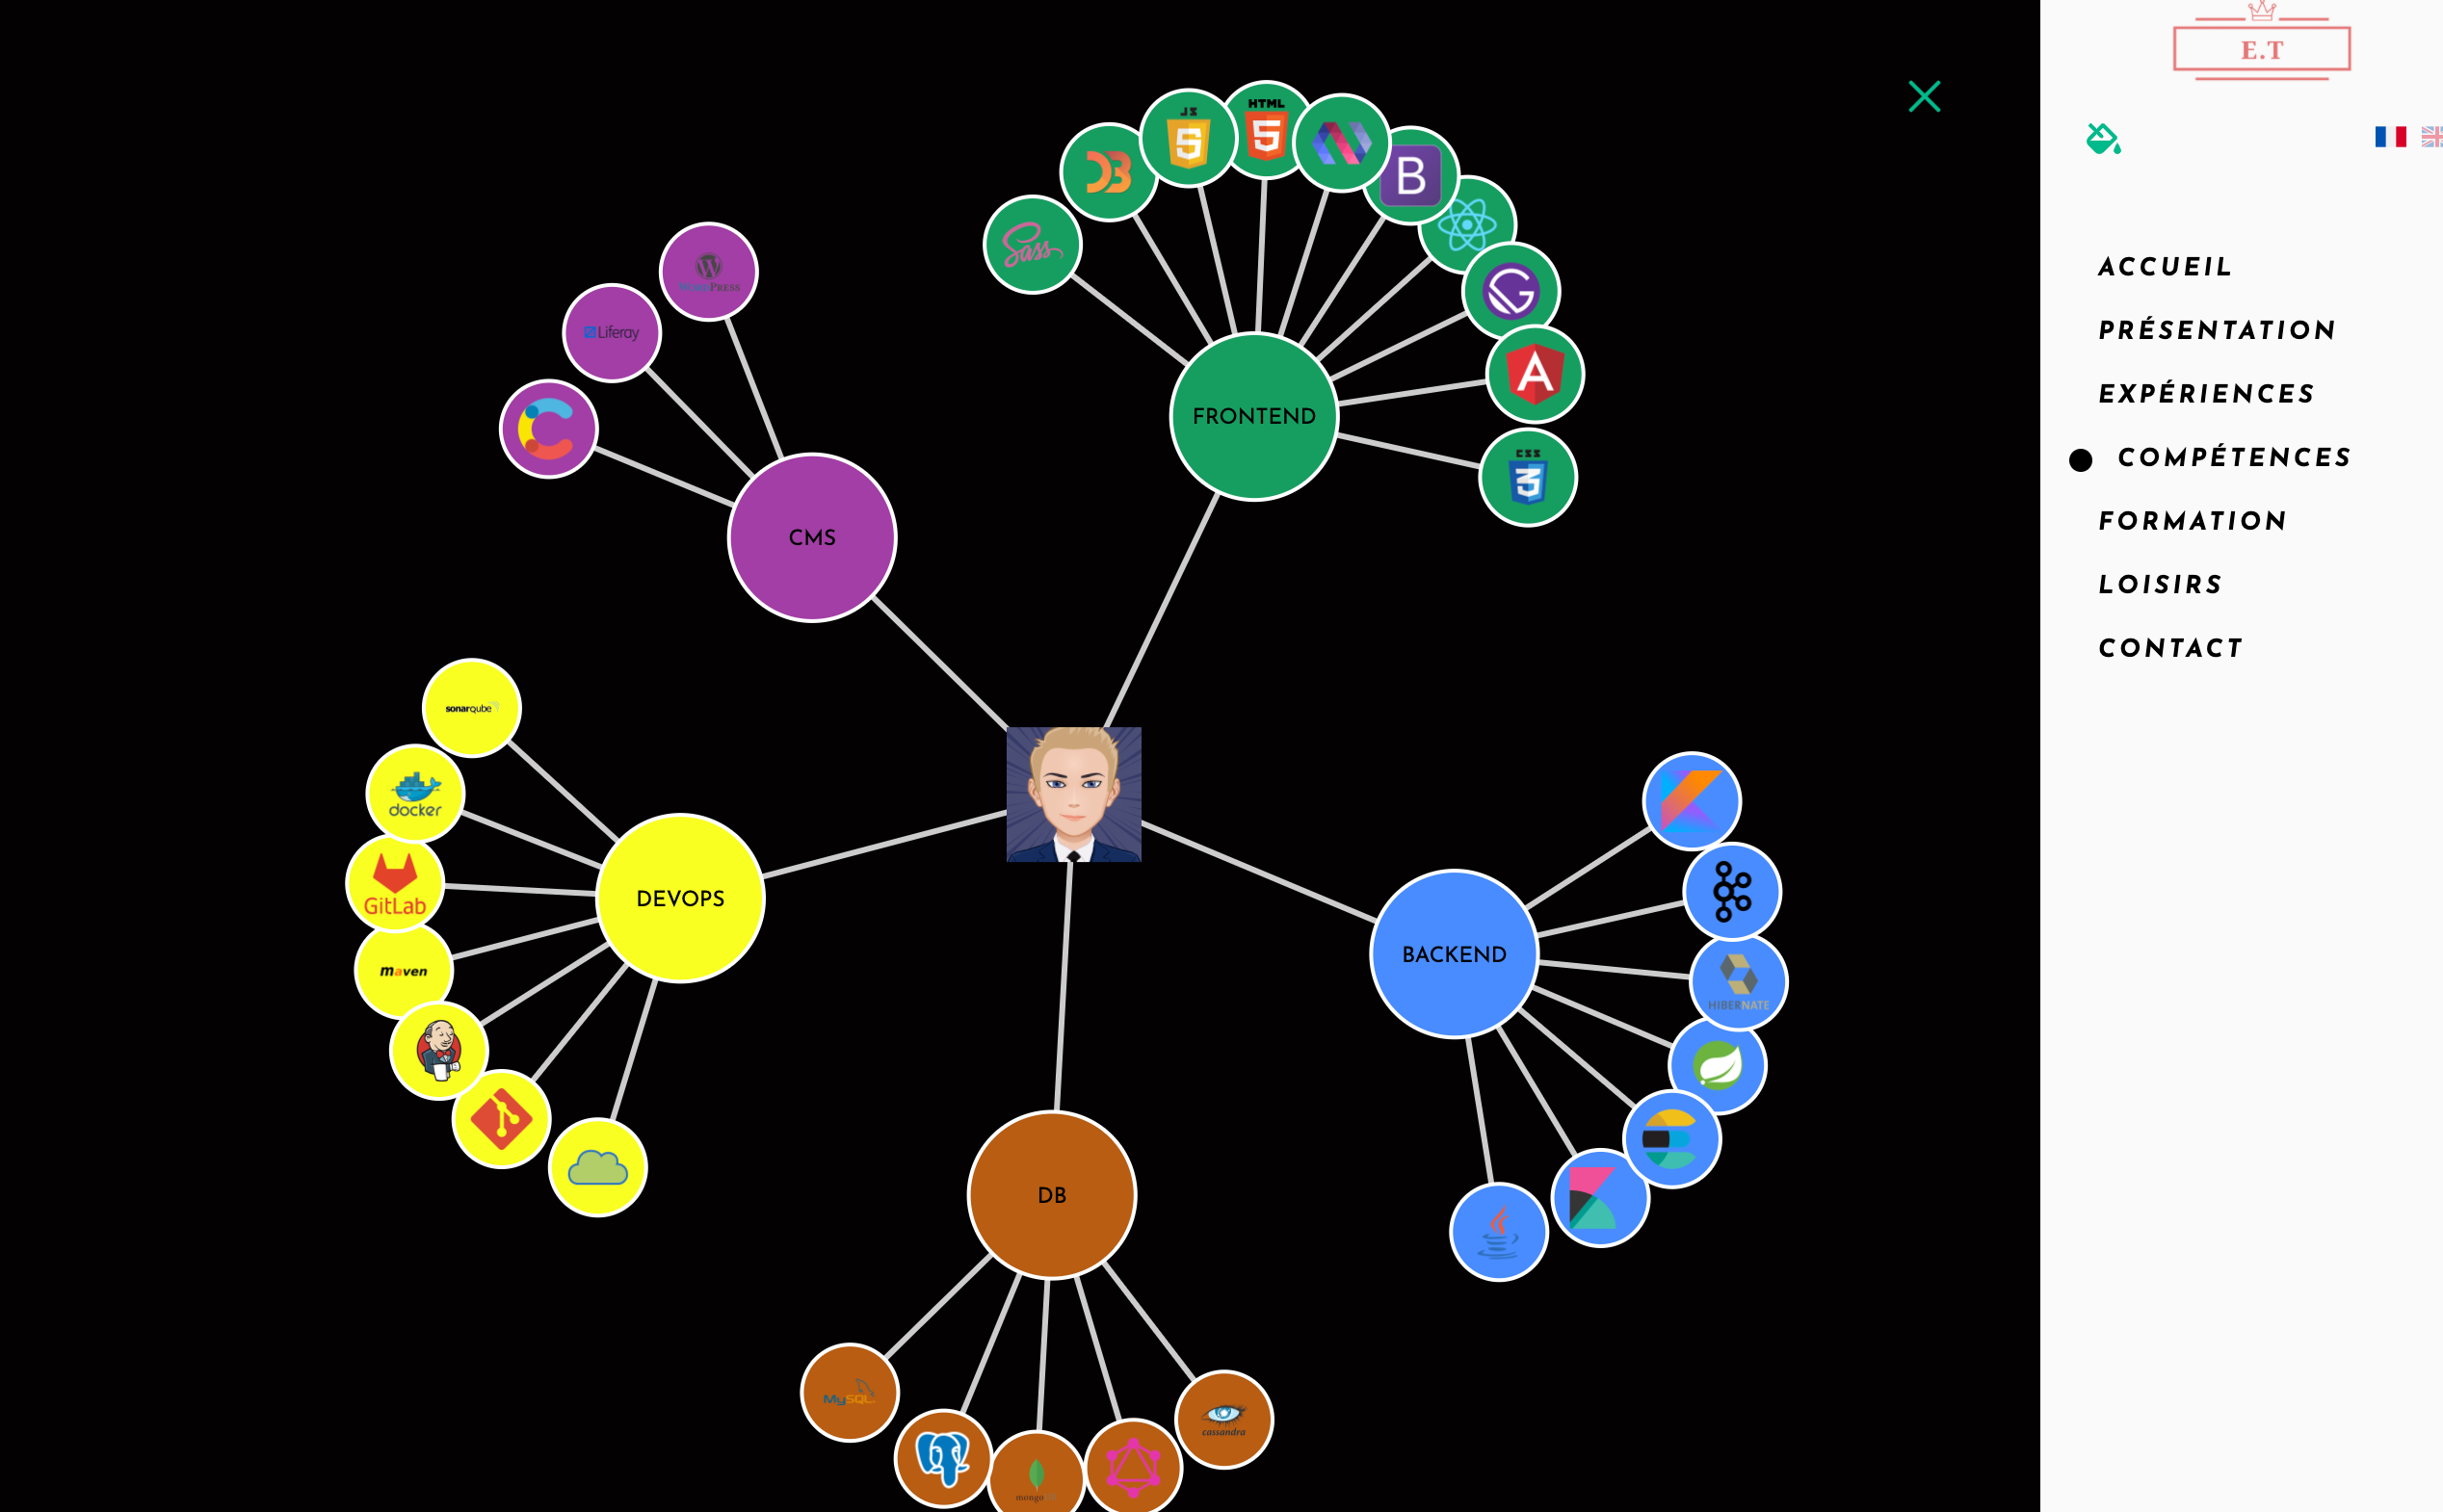 E.T
ACCUEIL
PRÉSENTATION
EXPÉRIENCES
COMPÉTENCES
FORMATION
LOISIRS
CONTACT
JS
5
HTML
5
B
Sass
A
CSS
3
FRONTEND
W
WORDPRESS
Liferay
CMS
sonarqube
docker
GitLab
maven
DEVOPS
BACKEND
HIBERNATE
DB
MySQL
mongo
cassandra